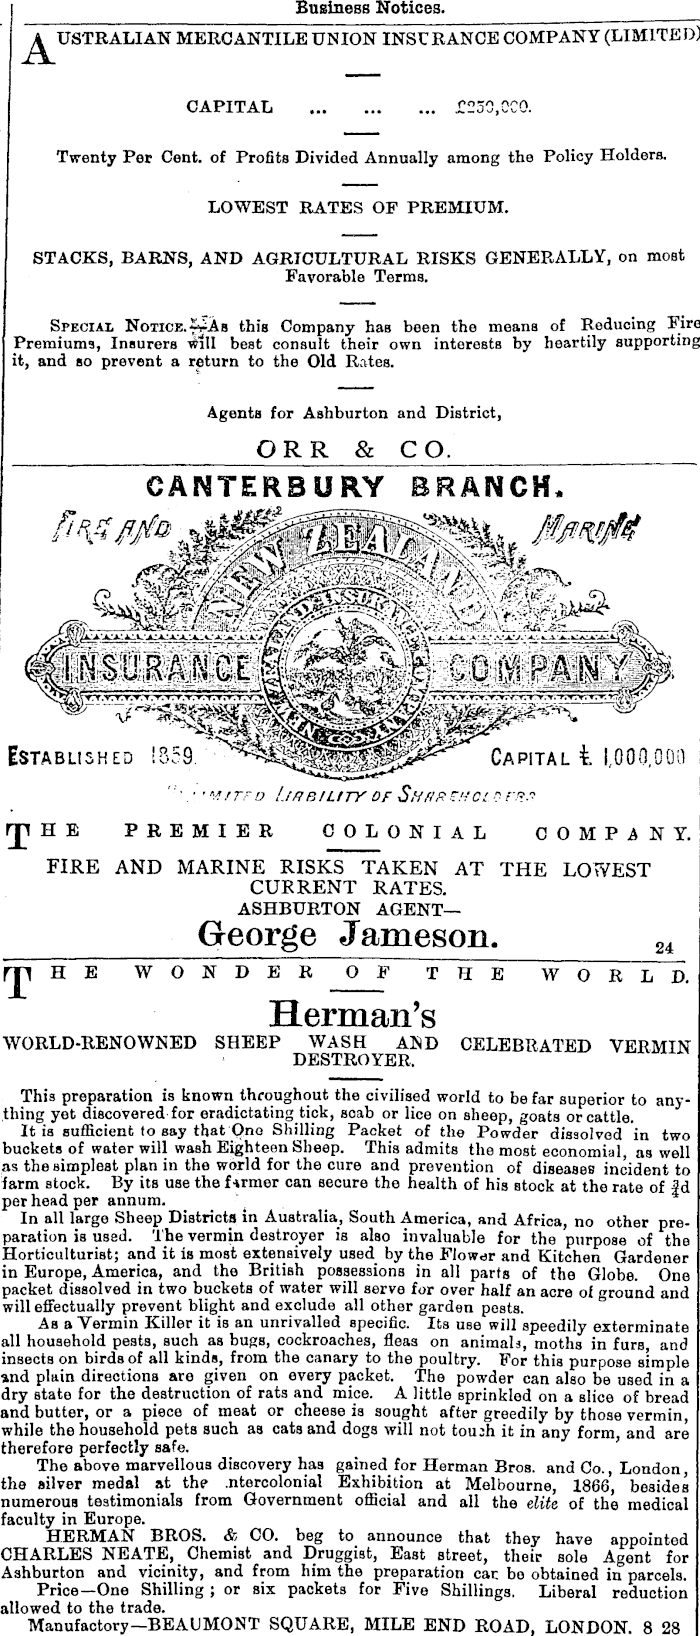 Business Notices.
AUSTRALIAN MERCANTILE UNION INSURANCE COMPANY (LIMITED)
CAPITAL ... ... ... £250,000.
Twenty Per Cent. of Profits Divided Annually among the Policy Holders.
LOWEST RATES OF PREMIUM.
STACKS, BARNS, AND AGRICULTURAL RISKS GENERALLY, on most
Favorable Terms.
SPECIAL NOTICE.—As this Company has been the means of Reducing Fire
Premiums, Insurers will best consult their own interests by heartily supporting
it, and so prevent a return to the Old Rates.
Agents for Ashburton and District,
ORR & CO.
CANTERBURY BRANCH.
FIRE AND MARINE
NEW ZEALAND
INSURANCE COMPANY
NEW ZEALAND INSURANCE COMPANY
ESTABLISHED 1859. CAPITAL £ 1,000,000
UNLIMITED LIABILITY OF SHAREHOLDERS
THE PREMIER COLONIAL COMPANY.
FIRE AND MARINE RISKS TAKEN AT THE LOWEST
CURRENT RATES.
ASHBURTON AGENT—
George Jameson.
24
THE WONDER OF THE WORLD.
Herman's
WORLD-RENOWNED SHEEP WASH AND CELEBRATED VERMIN
DESTROYER.
This preparation is known throughout the civilised world to be far superior to any-
thing yet discovered for eradictating tick, scab or lice on sheep, goats or cattle.
It is sufficient to say that One Shilling Packet of the Powder dissolved in two
buckets of water will wash Eighteen Sheep. This admits the most economial, as well
as the simplest plan in the world for the cure and prevention of diseases incident to
farm stock. By its use the farmer can secure the health of his stock at the rate of ¾d
per head per annum.
In all large Sheep Districts in Australia, South America, and Africa, no other pre-
paration is used. The vermin destroyer is also invaluable for the purpose of the
Horticulturist; and it is most extensively used by the Flower and Kitchen Gardener
in Europe, America, and the British possessions in all parts of the Globe. One
packet dissolved in two buckets of water will serve for over half an acre of ground and
will effectually prevent blight and exclude all other garden pests.
As a Vermin Killer it is an unrivalled specific. Its use will speedily exterminate
all household pests, such as bugs, cockroaches, fleas on animals, moths in furs, and
insects on birds of all kinds, from the canary to the poultry. For this purpose simple
and plain directions are given on every packet. The powder can also be used in a
dry state for the destruction of rats and mice. A little sprinkled on a slice of bread
and butter, or a piece of meat or cheese is sought after greedily by those vermin,
while the household pets such as cats and dogs will not touch it in any form, and are
therefore perfectly safe.
The above marvellous discovery has gained for Herman Bros. and Co., London,
the silver medal at the ntercolonial Exhibition at Melbourne, 1866, besides
numerous testimonials from Government official and all the elite of the medical
faculty in Europe.
HERMAN BROS. & CO. beg to announce that they have appointed
CHARLES NEATE, Chemist and Druggist, East street, their sole Agent for
Ashburton and vicinity, and from him the preparation can be obtained in parcels.
Price—One Shilling; or six packets for Five Shillings. Liberal reduction
allowed to the trade.
Manufactory—BEAUMONT SQUARE, MILE END ROAD, LONDON. 8 28